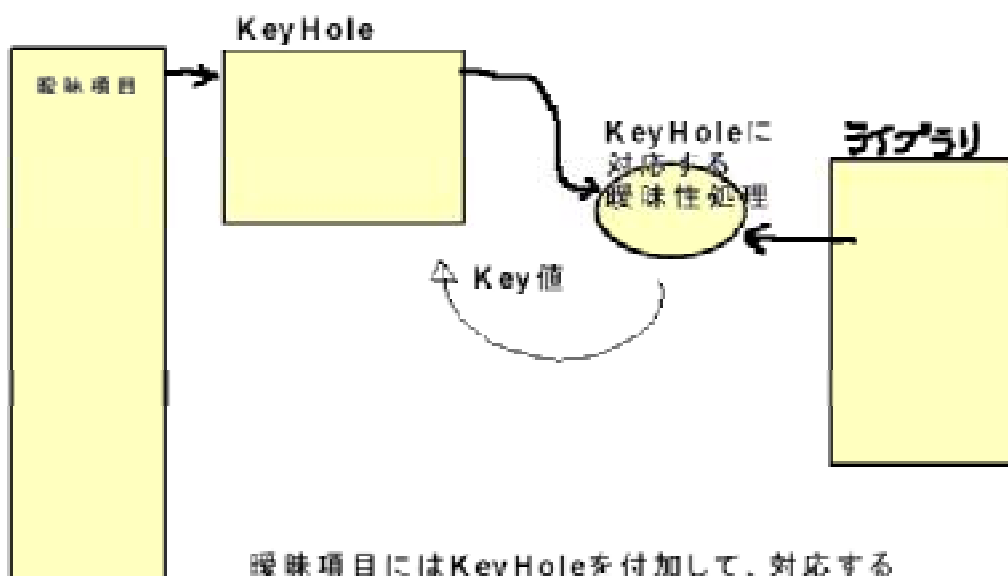 KeyHole
曖昧項目
KeyHoleに
対応する
曖昧性処理
ライブラリ
Key値
曖昧項目にはKeyHoleを付加して、対応する